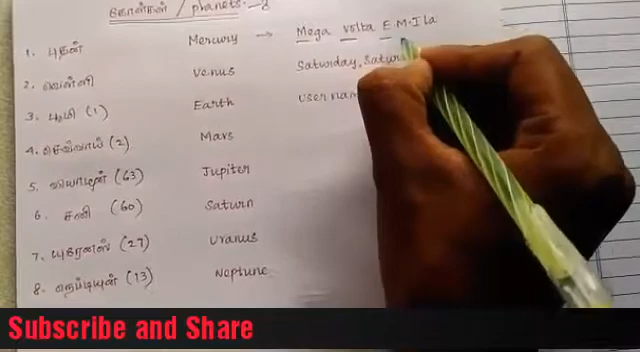 கோள்கள் / planets - 8
1. புதன் Mercury → Mega Volta E.M.I la
2. வெள்ளி Venus Saturday, Satur
3. பூமி (1) Earth User nam
4. செவ்வாய் (2) Mars
5. வியாழன் (63) Jupiter
6. சனி (60) Saturn
7. யுரேனஸ் (27) Uranus
8. நெப்டியுன் (13) Neptune
Subscribe and Share